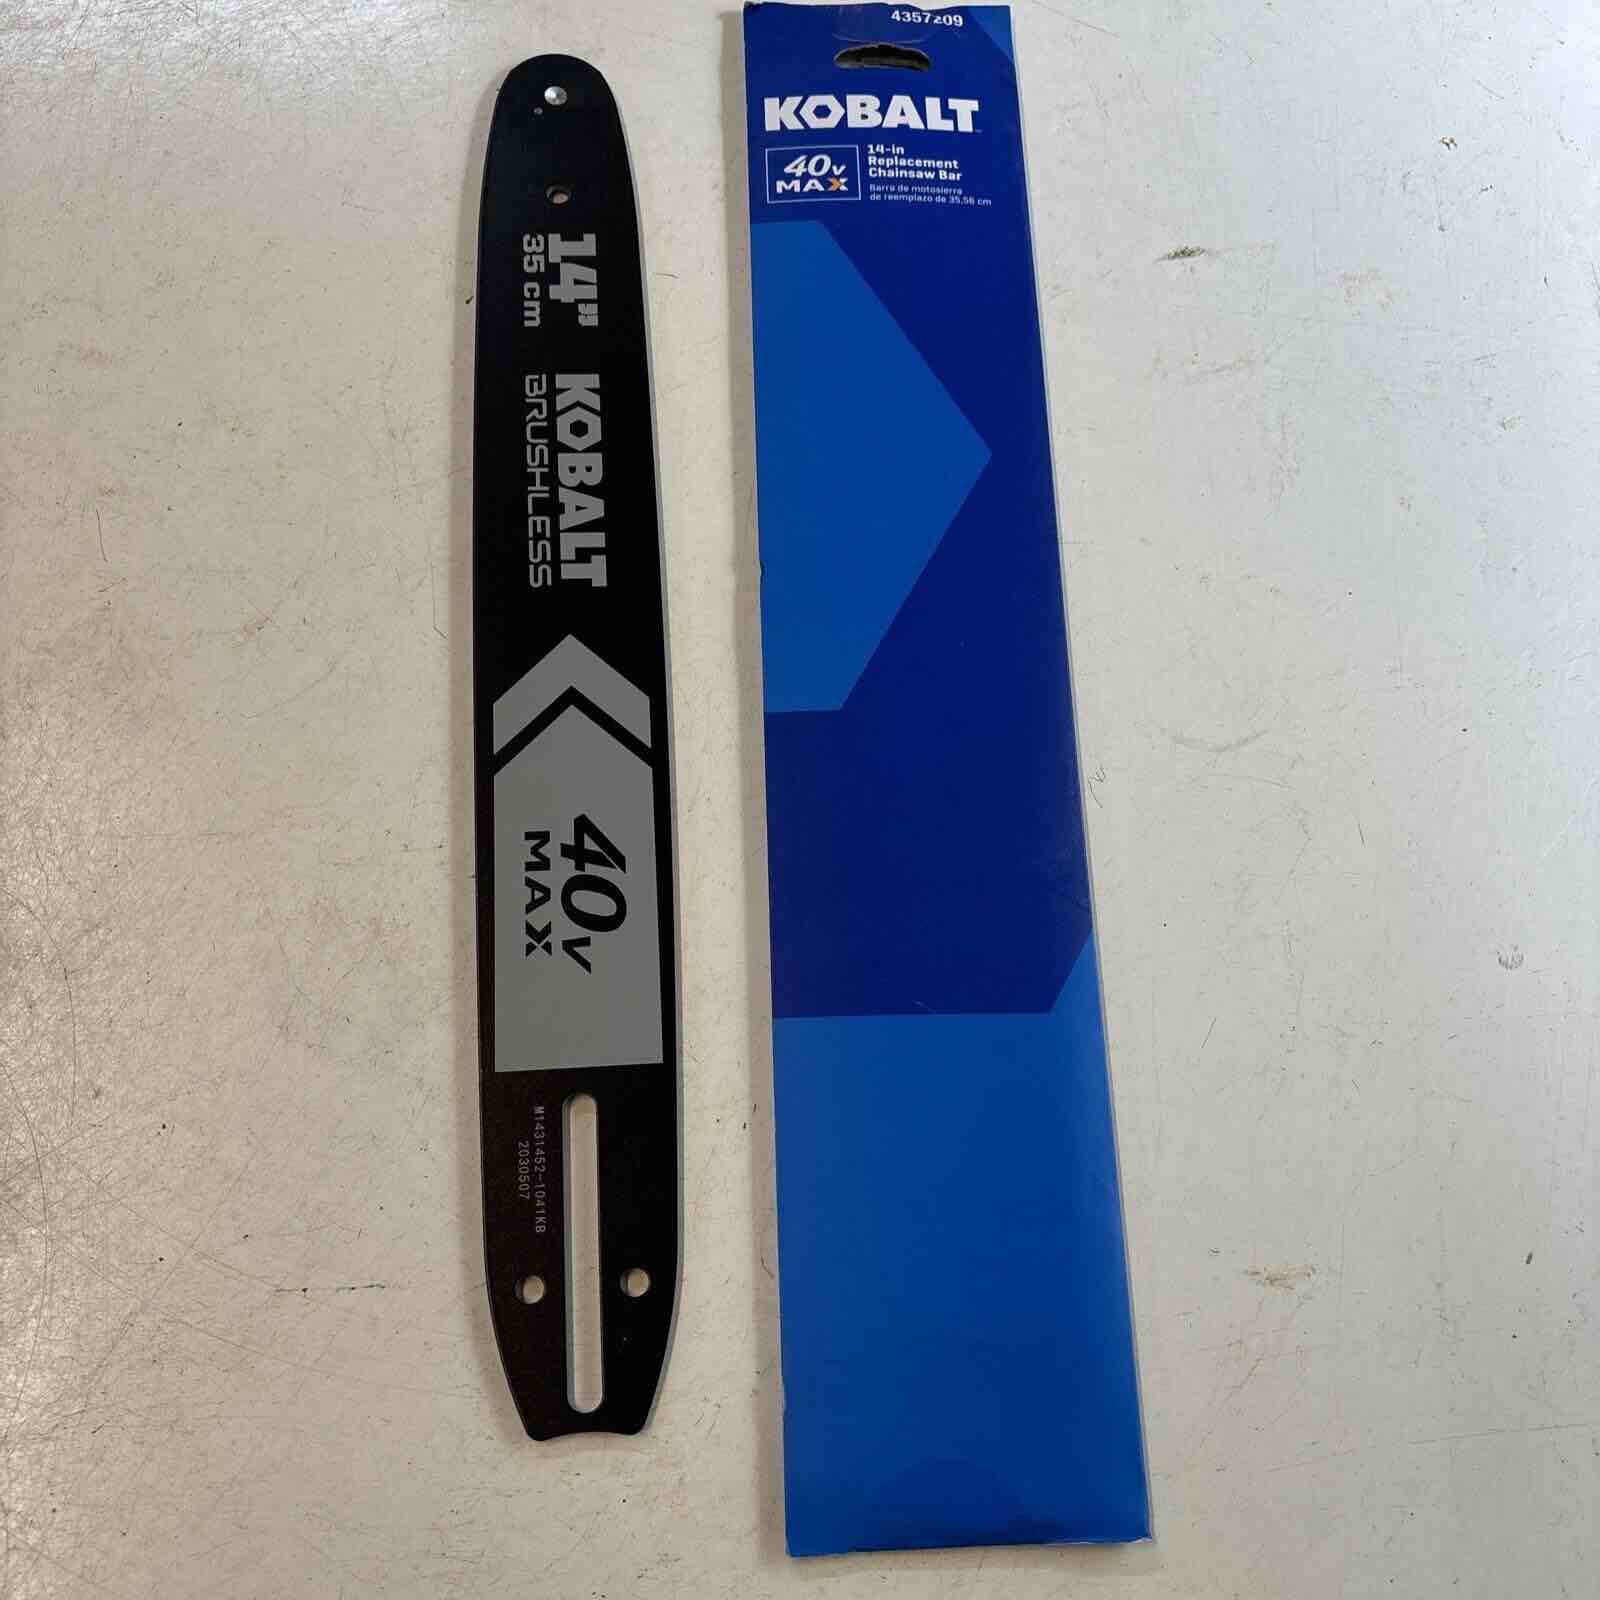 14”
35 cm
KOBALT
BRUSHLESS
40v
MAX
M1431452-1041KB
2030507
4357209
KOBALT
40v
MAX
14-in
Replacement
Chainsaw Bar
Barra de motosierra
de reemplazo de 35,56 cm